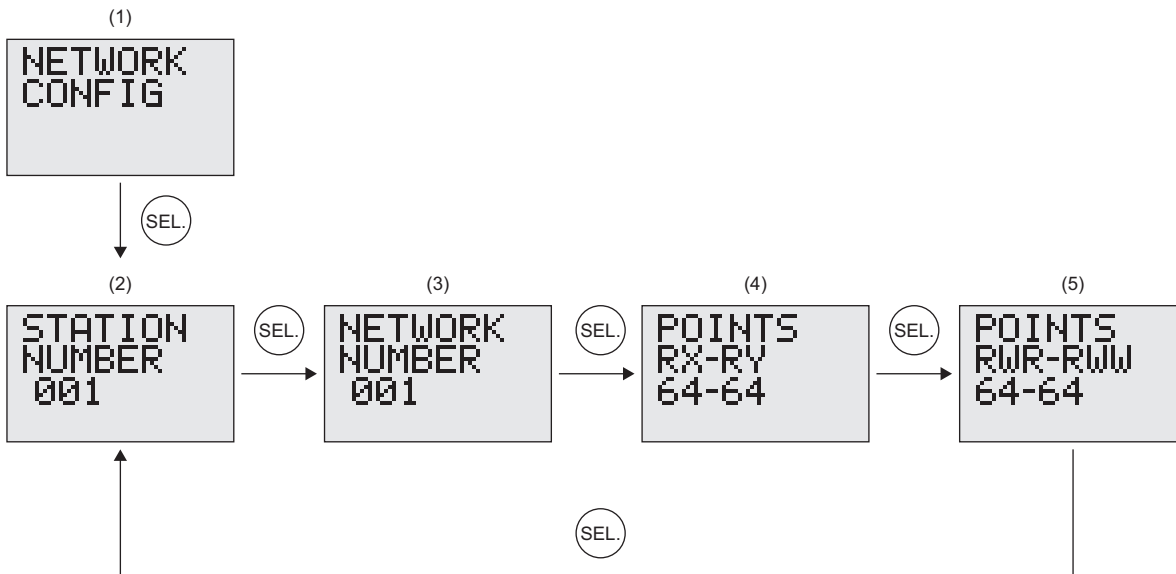 (1)
NETWORK
CONFIG
SEL.
(2)
STATION
NUMBER
001
SEL.
(3)
NETWORK
NUMBER
001
SEL.
(4)
POINTS
RX-RY
64-64
SEL.
(5)
POINTS
RWR-RWW
64-64
SEL.